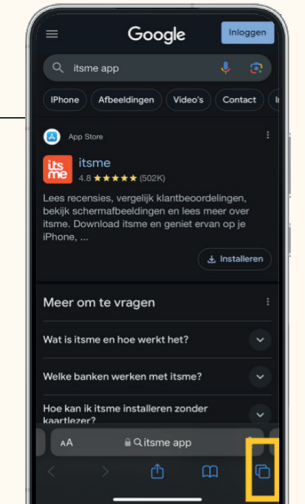 Google
Inloggen
itsme app
iPhone
Afbeeldingen
Video's
Contact
App Store
its
me
itsme
4.8 ★★★★★ (502K)
Lees recensies, vergelijk klantbeoordelingen,
bekijk schermafbeeldingen en lees meer over
itsme. Download itsme en geniet ervan op je
iPhone, ...
Installeren
Meer om te vragen
Wat is itsme en hoe werkt het?
Welke banken werken met itsme?
Hoe kan ik itsme installeren zonder
kaartlezer?
AA
itsme app